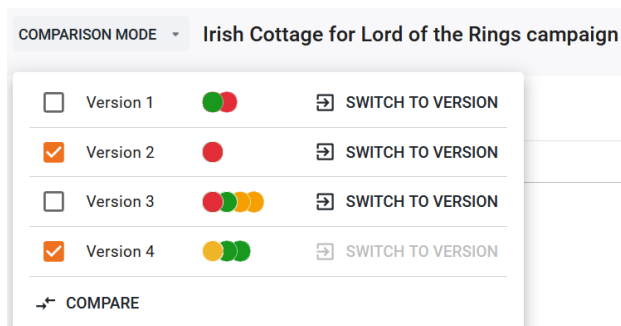 COMPARISON MODE Irish Cottage for Lord of the Rings campaign
Version 1 SWITCH TO VERSION
Version 2 SWITCH TO VERSION
Version 3 SWITCH TO VERSION
Version 4 SWITCH TO VERSION
COMPARE